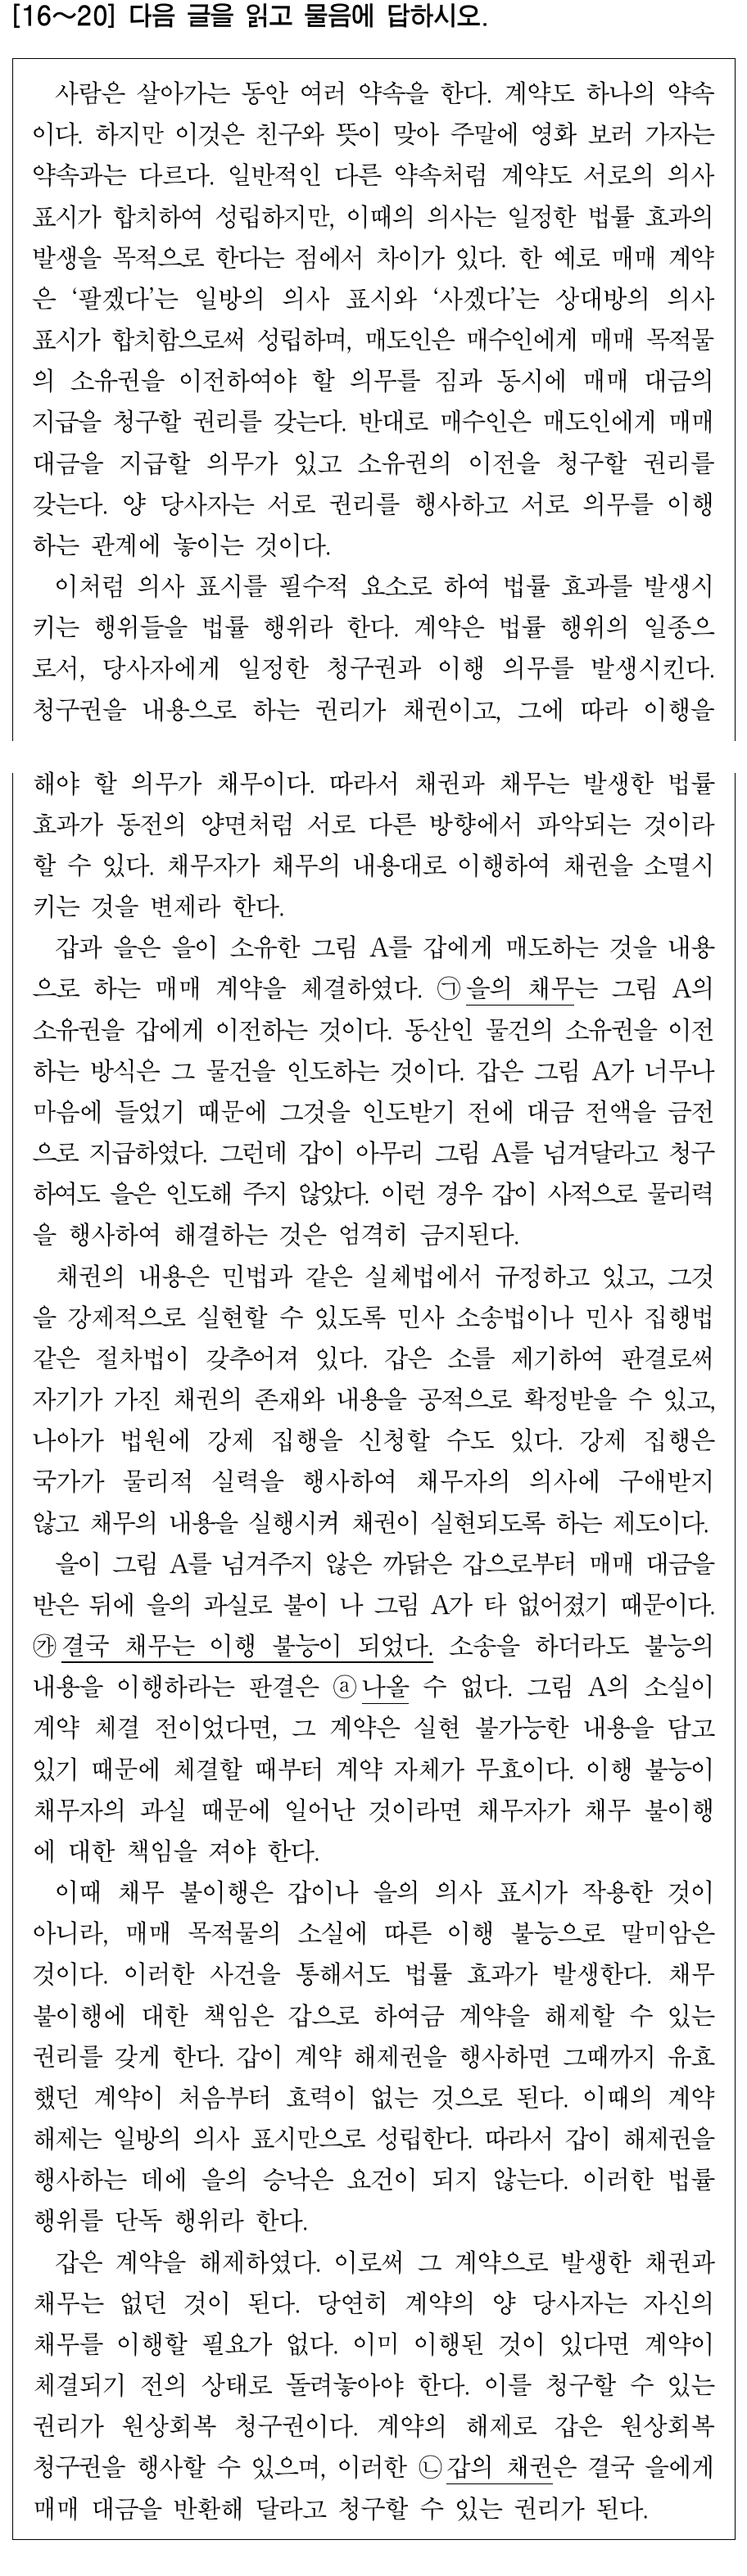 [16～20] 다음 글을 읽고 물음에 답하시오.
사람은 살아가는 동안 여러 약속을 한다. 계약도 하나의 약속
이다. 하지만 이것은 친구와 뜻이 맞아 주말에 영화 보러 가자는
약속과는 다르다. 일반적인 다른 약속처럼 계약도 서로의 의사
표시가 합치하여 성립하지만, 이때의 의사는 일정한 법률 효과의
발생을 목적으로 한다는 점에서 차이가 있다. 한 예로 매매 계약
은 ‘팔겠다’는 일방의 의사 표시와 ‘사겠다’는 상대방의 의사
표시가 합치함으로써 성립하며, 매도인은 매수인에게 매매 목적물
의 소유권을 이전하여야 할 의무를 짐과 동시에 매매 대금의
지급을 청구할 권리를 갖는다. 반대로 매수인은 매도인에게 매매
대금을 지급할 의무가 있고 소유권의 이전을 청구할 권리를
갖는다. 양 당사자는 서로 권리를 행사하고 서로 의무를 이행
하는 관계에 놓이는 것이다.
이처럼 의사 표시를 필수적 요소로 하여 법률 효과를 발생시
키는 행위들을 법률 행위라 한다. 계약은 법률 행위의 일종으
로서, 당사자에게 일정한 청구권과 이행 의무를 발생시킨다.
청구권을 내용으로 하는 권리가 채권이고, 그에 따라 이행을
해야 할 의무가 채무이다. 따라서 채권과 채무는 발생한 법률
효과가 동전의 양면처럼 서로 다른 방향에서 파악되는 것이라
할 수 있다. 채무자가 채무의 내용대로 이행하여 채권을 소멸시
키는 것을 변제라 한다.
갑과 을은 을이 소유한 그림 A를 갑에게 매도하는 것을 내용
으로 하는 매매 계약을 체결하였다. ㉠을의 채무는 그림 A의
소유권을 갑에게 이전하는 것이다. 동산인 물건의 소유권을 이전
하는 방식은 그 물건을 인도하는 것이다. 갑은 그림 A가 너무나
마음에 들었기 때문에 그것을 인도받기 전에 대금 전액을 금전
으로 지급하였다. 그런데 갑이 아무리 그림 A를 넘겨달라고 청구
하여도 을은 인도해 주지 않았다. 이런 경우 갑이 사적으로 물리력
을 행사하여 해결하는 것은 엄격히 금지된다.
채권의 내용은 민법과 같은 실체법에서 규정하고 있고, 그것
을 강제적으로 실현할 수 있도록 민사 소송법이나 민사 집행법
같은 절차법이 갖추어져 있다. 갑은 소를 제기하여 판결로써
자기가 가진 채권의 존재와 내용을 공적으로 확정받을 수 있고,
나아가 법원에 강제 집행을 신청할 수도 있다. 강제 집행은
국가가 물리적 실력을 행사하여 채무자의 의사에 구애받지
않고 채무의 내용을 실행시켜 채권이 실현되도록 하는 제도이다.
을이 그림 A를 넘겨주지 않은 까닭은 갑으로부터 매매 대금을
받은 뒤에 을의 과실로 불이 나 그림 A가 타 없어졌기 때문이다.
㉮결국 채무는 이행 불능이 되었다. 소송을 하더라도 불능의
내용을 이행하라는 판결은 ⓐ나올 수 없다. 그림 A의 소실이
계약 체결 전이었다면, 그 계약은 실현 불가능한 내용을 담고
있기 때문에 체결할 때부터 계약 자체가 무효이다. 이행 불능이
채무자의 과실 때문에 일어난 것이라면 채무자가 채무 불이행
에 대한 책임을 져야 한다.
이때 채무 불이행은 갑이나 을의 의사 표시가 작용한 것이
아니라, 매매 목적물의 소실에 따른 이행 불능으로 말미암은
것이다. 이러한 사건을 통해서도 법률 효과가 발생한다. 채무
불이행에 대한 책임은 갑으로 하여금 계약을 해제할 수 있는
권리를 갖게 한다. 갑이 계약 해제권을 행사하면 그때까지 유효
했던 계약이 처음부터 효력이 없는 것으로 된다. 이때의 계약
해제는 일방의 의사 표시만으로 성립한다. 따라서 갑이 해제권을
행사하는 데에 을의 승낙은 요건이 되지 않는다. 이러한 법률
행위를 단독 행위라 한다.
갑은 계약을 해제하였다. 이로써 그 계약으로 발생한 채권과
채무는 없던 것이 된다. 당연히 계약의 양 당사자는 자신의
채무를 이행할 필요가 없다. 이미 이행된 것이 있다면 계약이
체결되기 전의 상태로 돌려놓아야 한다. 이를 청구할 수 있는
권리가 원상회복 청구권이다. 계약의 해제로 갑은 원상회복
청구권을 행사할 수 있으며, 이러한 ㉡갑의 채권은 결국 을에게
매매 대금을 반환해 달라고 청구할 수 있는 권리가 된다.